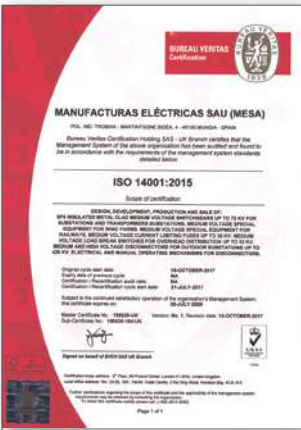 BUREAU VERITAS
Certification
MANUFACTURAS ELÉCTRICAS SAU (MESA)
POL. IND. TROBIKA - MARTINTXONE BIDEA, 4 - 48100 MUNGIA - SPAIN
Bureau Veritas Certification Holding SAS - UK Branch certifies that the
Management System of the above organisation has been audited and found to
be in accordance with the requirements of the management system standards
detailed below
ISO 14001:2015
Scope of certification
DESIGN, DEVELOPMENT, PRODUCTION AND SALE OF:
SF6 INSULATED METAL CLAD MEDIUM VOLTAGE SWITCHGEARS UP TO 72 KV FOR
SUBSTATIONS AND TRANSFORMER SUBSTATIONS. MEDIUM VOLTAGE SPECIAL
EQUIPMENT FOR WIND FARMS. MEDIUM VOLTAGE SPECIAL EQUIPMENT FOR
RAILWAYS. MEDIUM VOLTAGE CURRENT LIMITING FUSES UP TO 36 KV. MEDIUM
VOLTAGE LOAD BREAK SWITCHES FOR OVERHEAD DISTRIBUTION OF TO 52 KV.
MEDIUM AND HIGH VOLTAGE DISCONNECTORS FOR OUTDOOR SUBSTATIONS UP TO
KV. ELECTRICAL AND MANUAL OPERATING MECHANISMS FOR DISCONNECTORS.
Original cycle start date: 18-OCTOBER-2017
Expiry date of previous cycle: NA
Certification / Recertification audit date: NA
Certification / Recertification cycle start date: 31-JULY-2017
Subject to the continued satisfactory operation of the organisation's Management System,
this certificate expires on: 30-JULY-2020
Master Certificate No. Version: No. 1, Revision date: 18-OCTOBER-2017
Sub-Certificate No.
Signed on behalf of BVCH SAS UK Branch
UKAS
Page 1 of 1